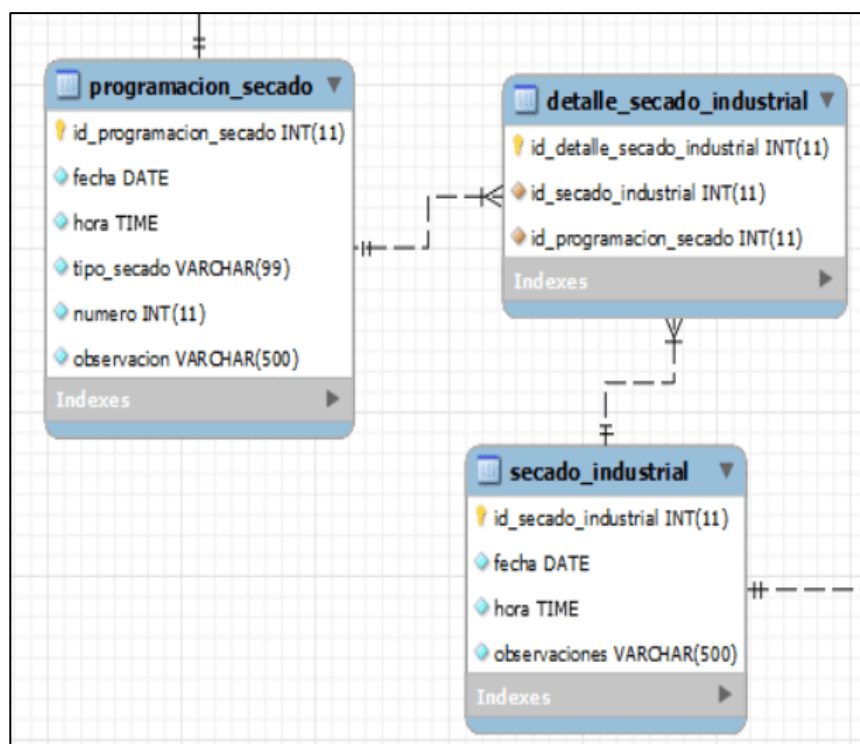 programacion_secado
id_programacion_secado INT(11)
fecha DATE
hora TIME
tipo_secado VARCHAR(99)
numero INT(11)
observacion VARCHAR(500)
Indexes
detalle_secado_industrial
id_detalle_secado_industrial INT(11)
id_secado_industrial INT(11)
id_programacion_secado INT(11)
Indexes
secado_industrial
id_secado_industrial INT(11)
fecha DATE
hora TIME
observaciones VARCHAR(500)
Indexes